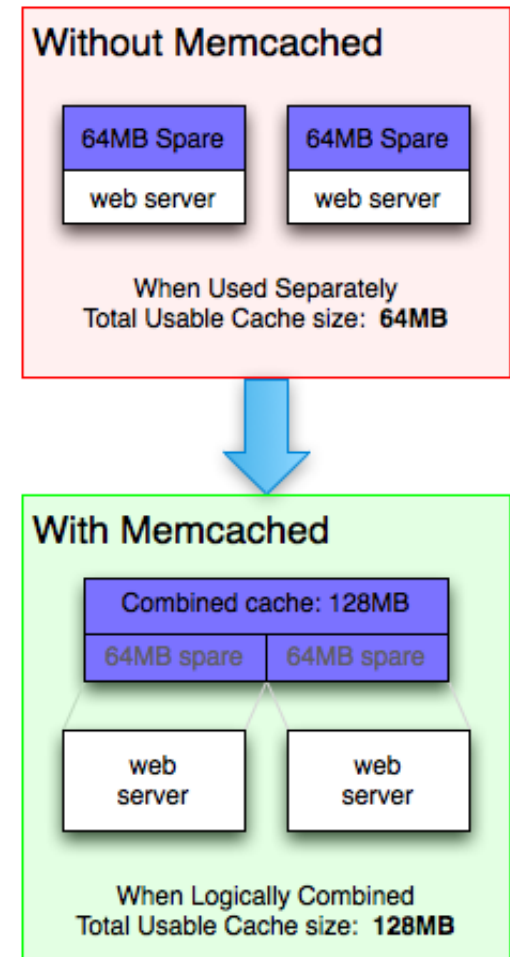 Without Memcached
64MB Spare
web server
64MB Spare
web server
When Used Separately
Total Usable Cache size: 64MB
With Memcached
Combined cache: 128MB
64MB spare
64MB spare
web
server
web
server
When Logically Combined
Total Usable Cache size: 128MB